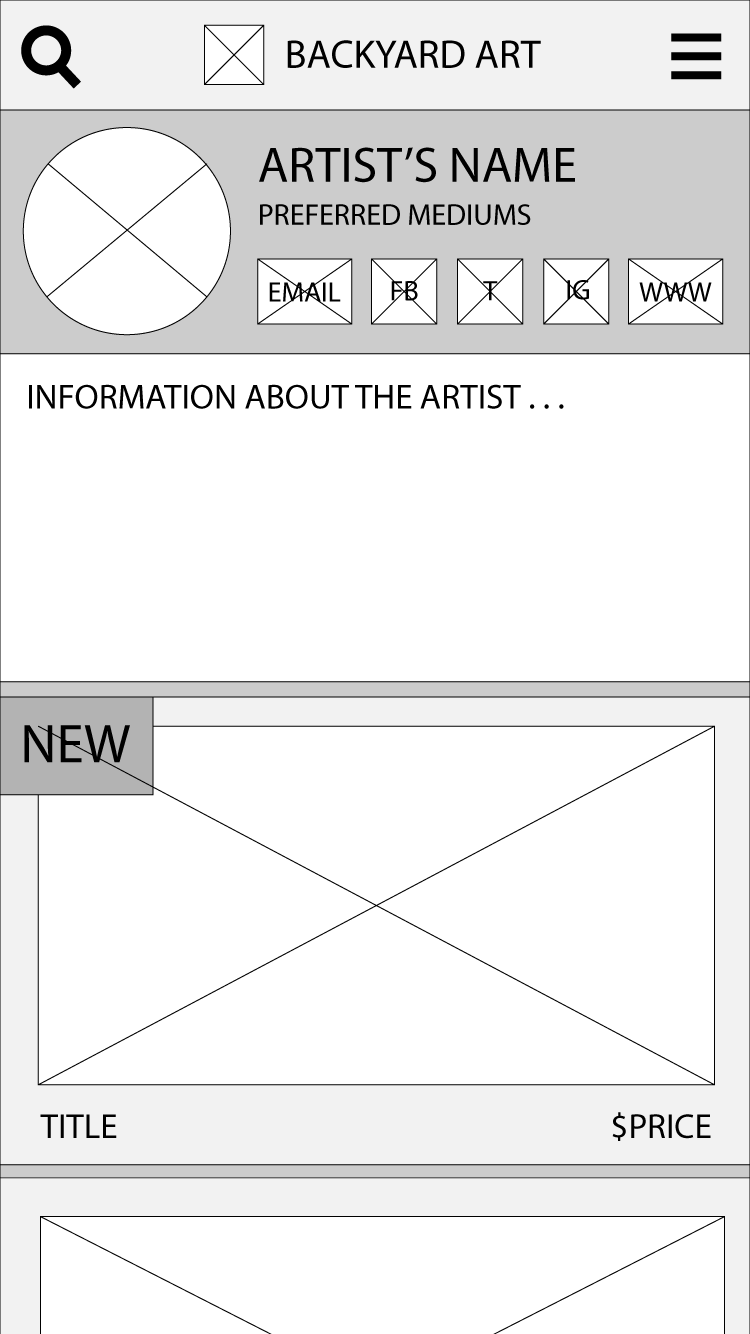 BACKYARD ART
ARTIST’S NAME
PREFERRED MEDIUMS
EMAIL FB T IG WWW
INFORMATION ABOUT THE ARTIST . . .
NEW
TITLE $PRICE